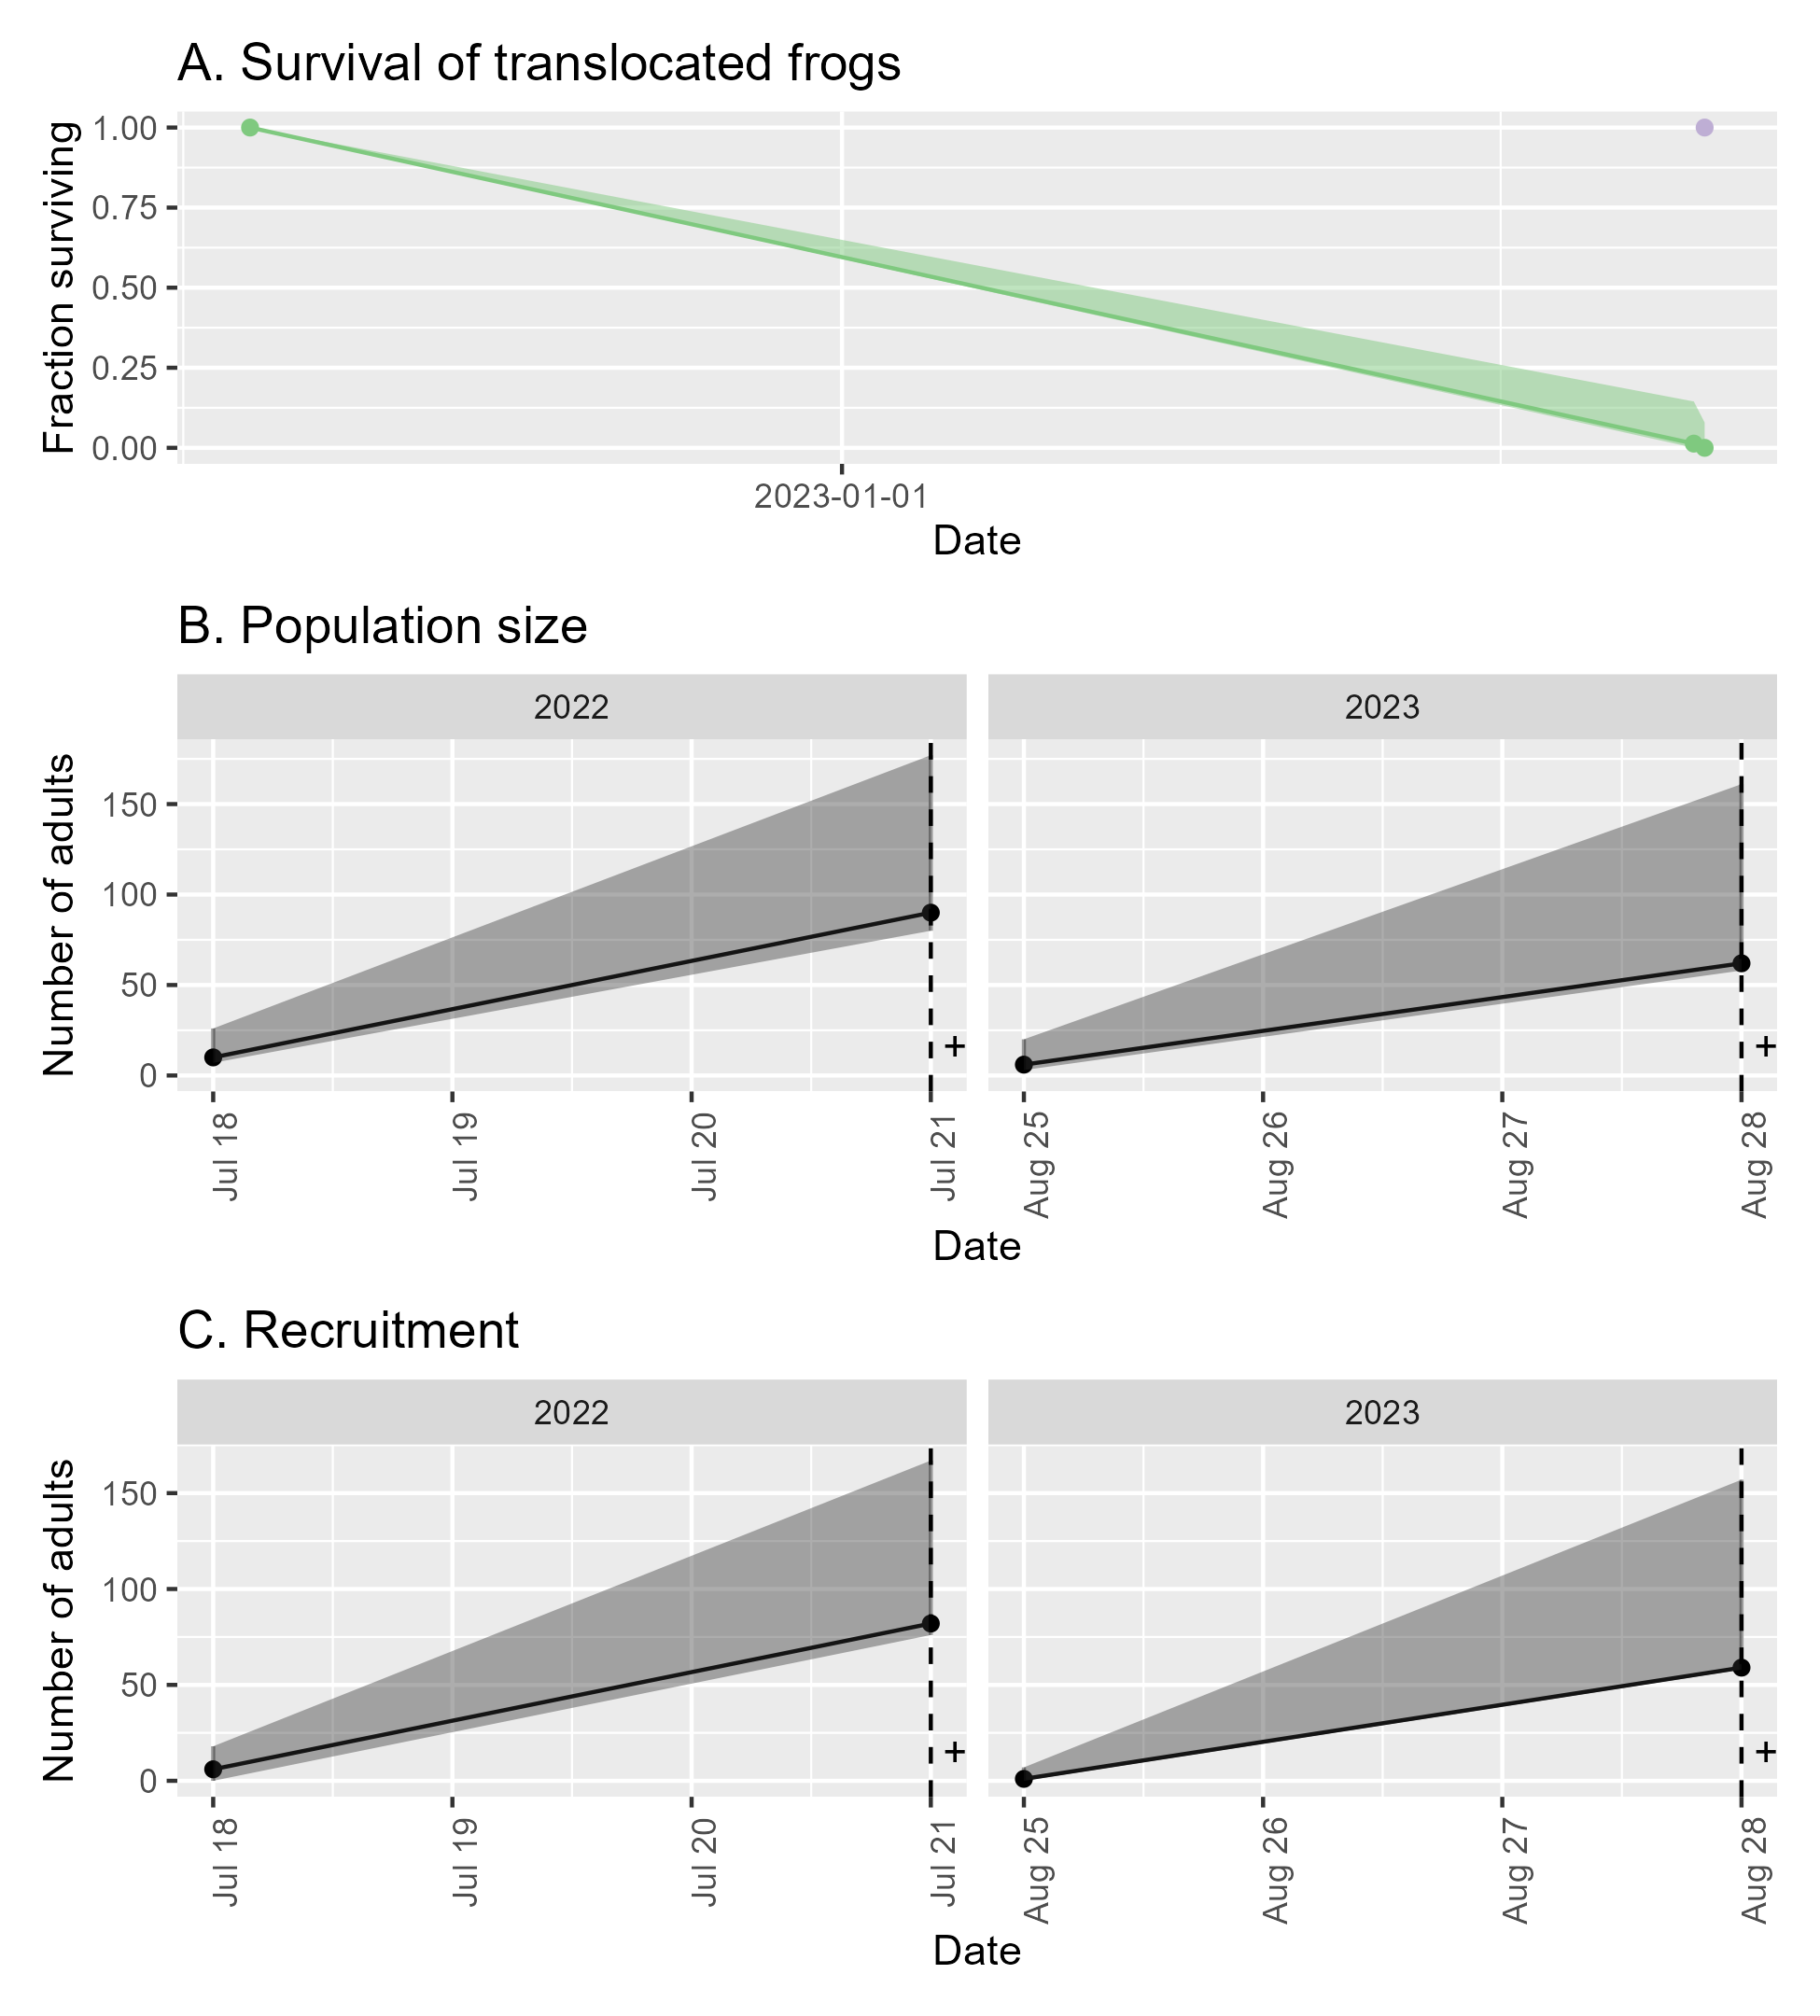 A. Survival of translocated frogs
Fraction surviving
1.00
0.75
0.50
0.25
0.00
2023-01-01
Date
B. Population size
2022 2023
Number of adults
150
100
50
0
+ +
Jul 18 Jul 19 Jul 20 Jul 21 Aug 25 Aug 26 Aug 27 Aug 28
Date
C. Recruitment
2022 2023
Number of adults
150
100
50
0
+ +
Jul 18 Jul 19 Jul 20 Jul 21 Aug 25 Aug 26 Aug 27 Aug 28
Date